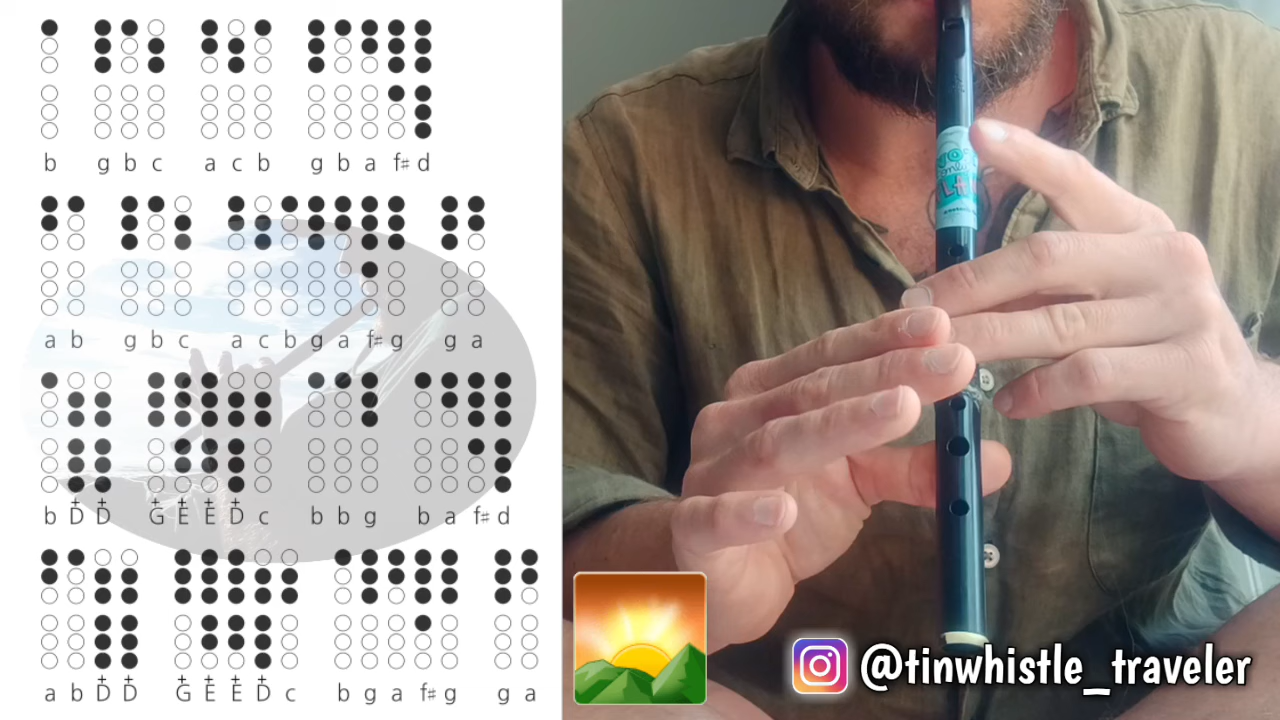 b g b c a c b g b a f♯ d
a b g b c a c b g a f♯ g g a
b D D G E E D c b b g b a f♯ d
a b D D G E E D c b g a f♯ g g a
@tinwhistle_traveler